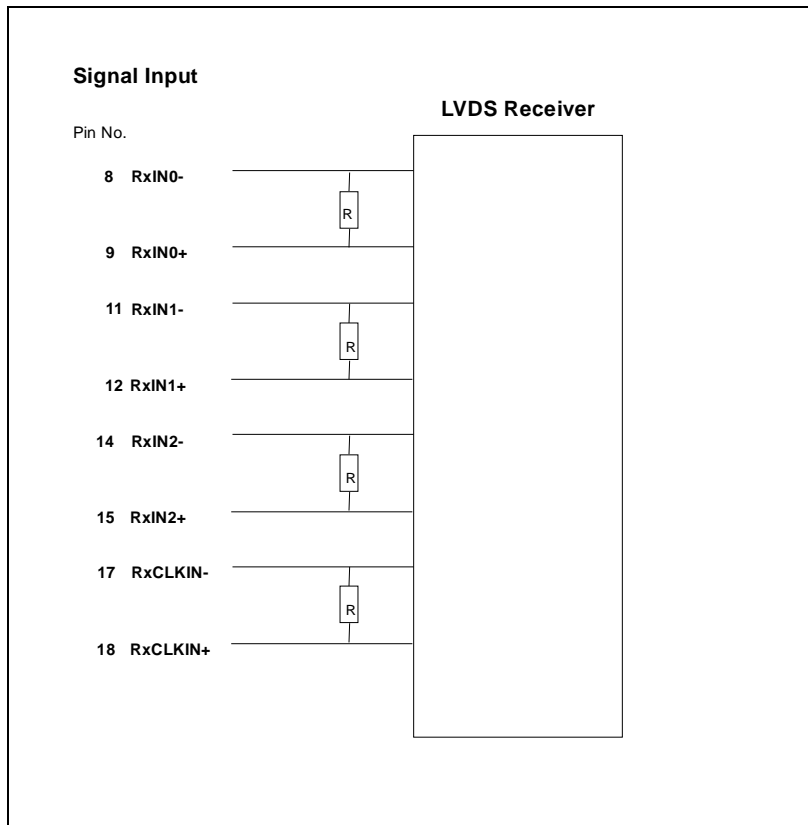 Signal Input
LVDS Receiver
Pin No.
8 RxIN0-
R
9 RxIN0+
11 RxIN1-
R
12 RxIN1+
14 RxIN2-
R
15 RxIN2+
17 RxCLKIN-
R
18 RxCLKIN+